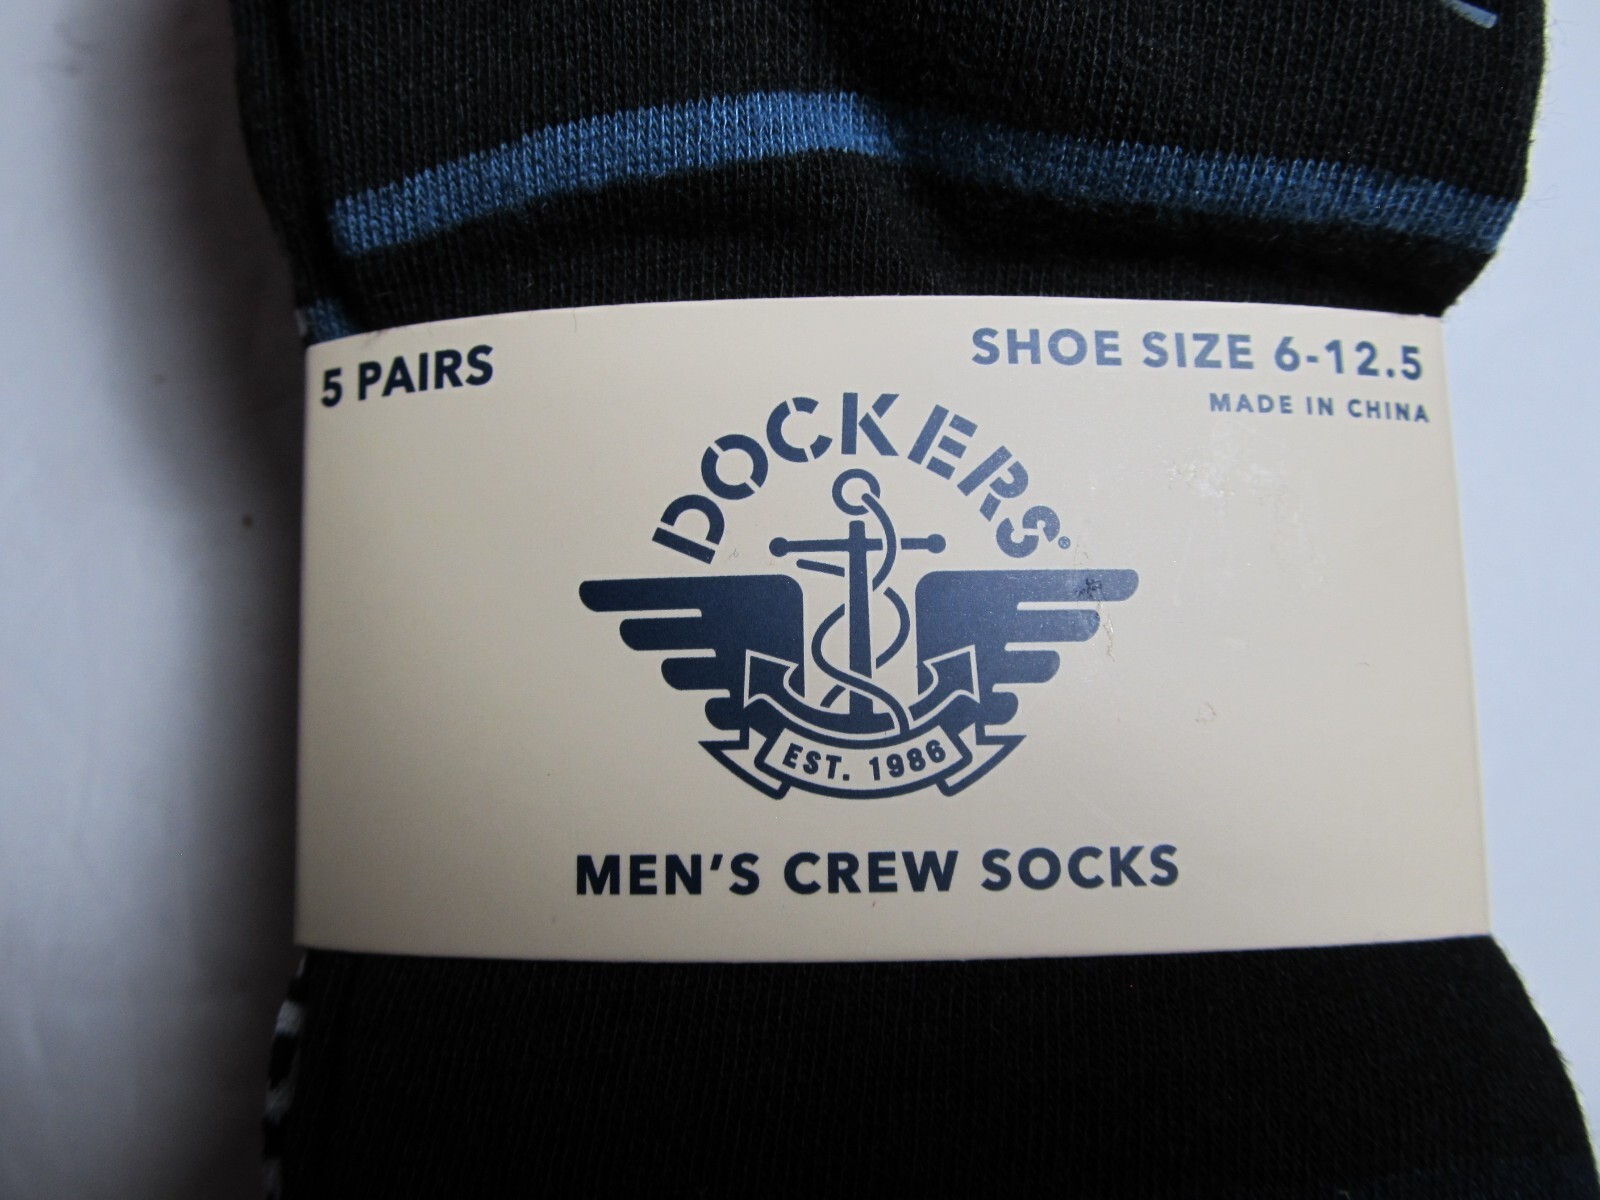 5 PAIRS
SHOE SIZE 6-12.5
MADE IN CHINA
DOCKERS®
EST. 1986
MEN'S CREW SOCKS